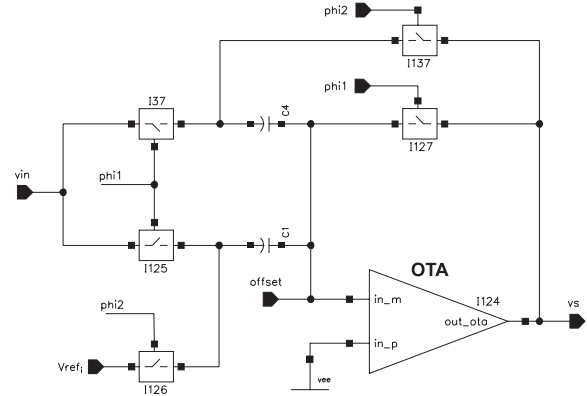 phi2
I137
phi1
I37
C4
I127
vin
phi1
I125
C1
offset
OTA
I124
in_m
out_ota
vs
in_p
phi2
Vrefi
I126
vee